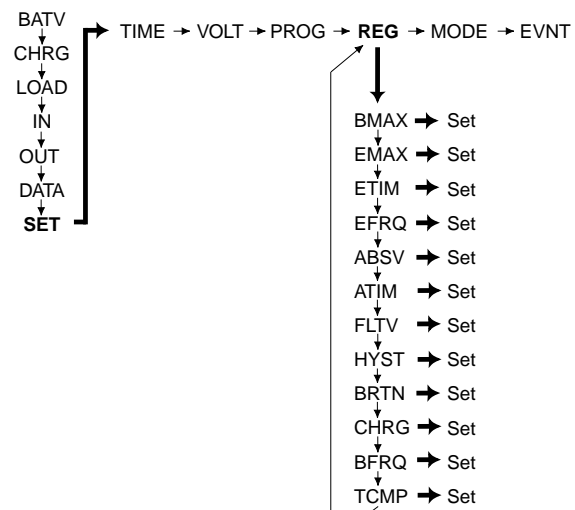 BATV
CHRG
LOAD
IN
OUT
DATA
SET
TIME VOLT PROG REG MODE EVNT
BMAX Set
EMAX Set
ETIM Set
EFRQ Set
ABSV Set
ATIM Set
FLTV Set
HYST Set
BRTN Set
CHRG Set
BFRQ Set
TCMP Set